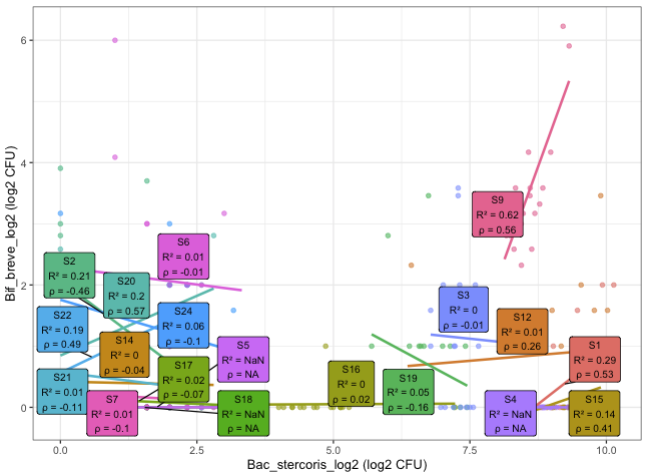 6
4
2
0
Bif_breve_log2 (log2 CFU)
S9
R² = 0.62
ρ = 0.56
S6
R² = 0.01
ρ = -0.01
S2
R² = 0.21
ρ = -0.46
S20
R² = 0.2
ρ = 0.57
S3
R² = 0
ρ = -0.01
S22
R² = 0.19
ρ = 0.49
S24
R² = 0.06
ρ = -0.1
S12
R² = 0.01
ρ = 0.26
S14
R² = 0
ρ = -0.04
S5
R² = NaN
ρ = NA
S1
R² = 0.29
ρ = 0.53
S17
R² = 0.02
ρ = -0.07
S16
R² = 0
ρ = 0.02
S21
R² = 0.01
ρ = -0.11
S19
R² = 0.05
ρ = -0.16
S7
R² = 0.01
ρ = -0.1
S18
R² = NaN
ρ = NA
S4
R² = NaN
ρ = NA
S15
R² = 0.14
ρ = 0.41
0.0
2.5
5.0
7.5
10.0
Bac_stercoris_log2 (log2 CFU)